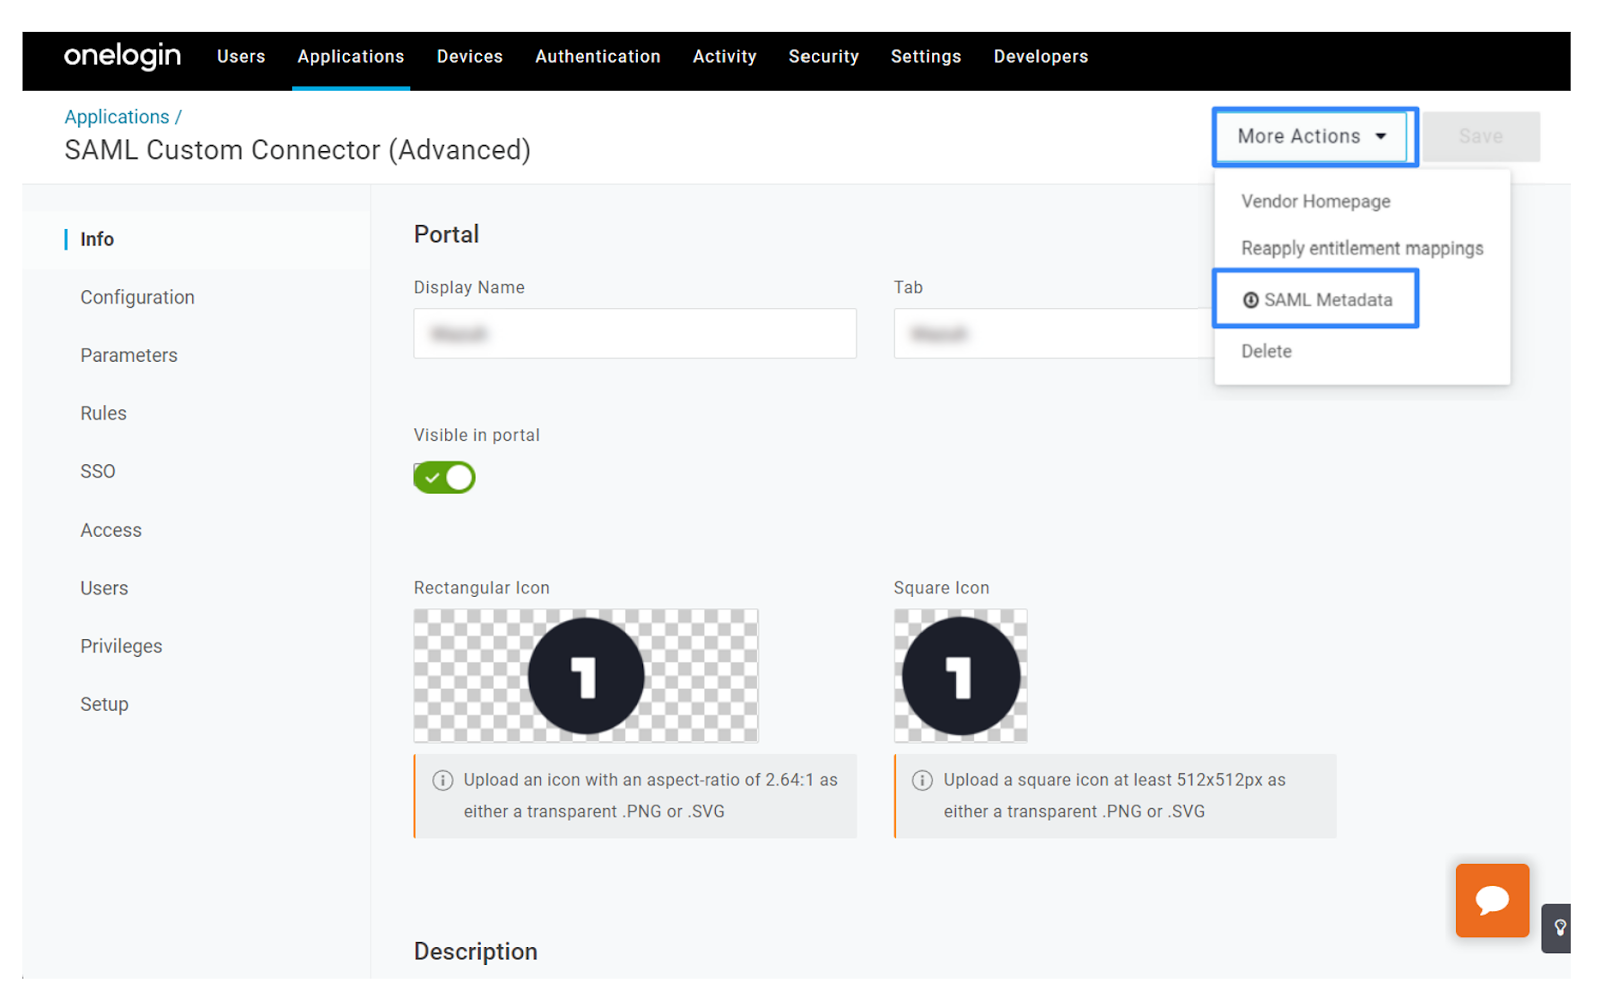 onelogin Users Applications Devices Authentication Activity Security Settings Developers
Applications /
SAML Custom Connector (Advanced)
More Actions
Save
Vendor Homepage
Reapply entitlement mappings
SAML Metadata
Delete
Info
Configuration
Parameters
Rules
SSO
Access
Users
Privileges
Setup
Portal
Display Name
Tab
Visible in portal
Rectangular Icon
Square Icon
1
1
Upload an icon with an aspect-ratio of 2.64:1 as
either a transparent .PNG or .SVG
Upload a square icon at least 512x512px as
either a transparent .PNG or .SVG
Description